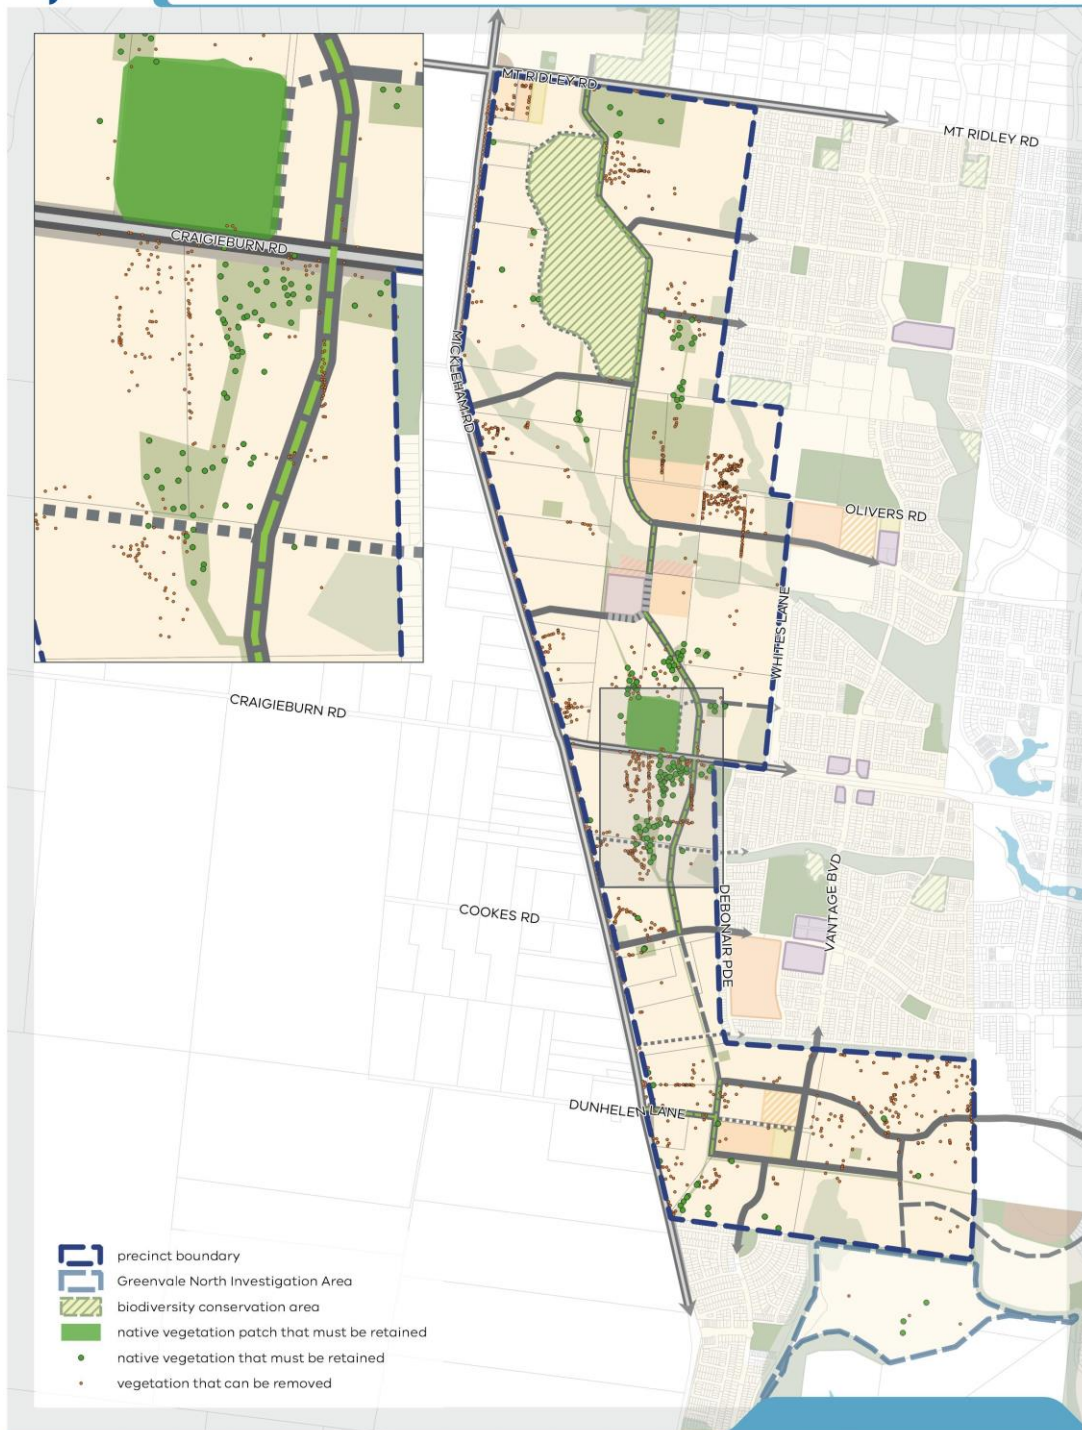 MT RIDLEY RD
MT RIDLEY RD
CRAIGIEBURN RD
MICKLEHAM RD
OLIVERS RD
WHITES LANE
CRAIGIEBURN RD
COOKES RD
DEBONAIR PDE
VANTAGE BVD
DUNHELEN LANE
precinct boundary
Greenvale North Investigation Area
biodiversity conservation area
native vegetation patch that must be retained
native vegetation that must be retained
vegetation that can be removed